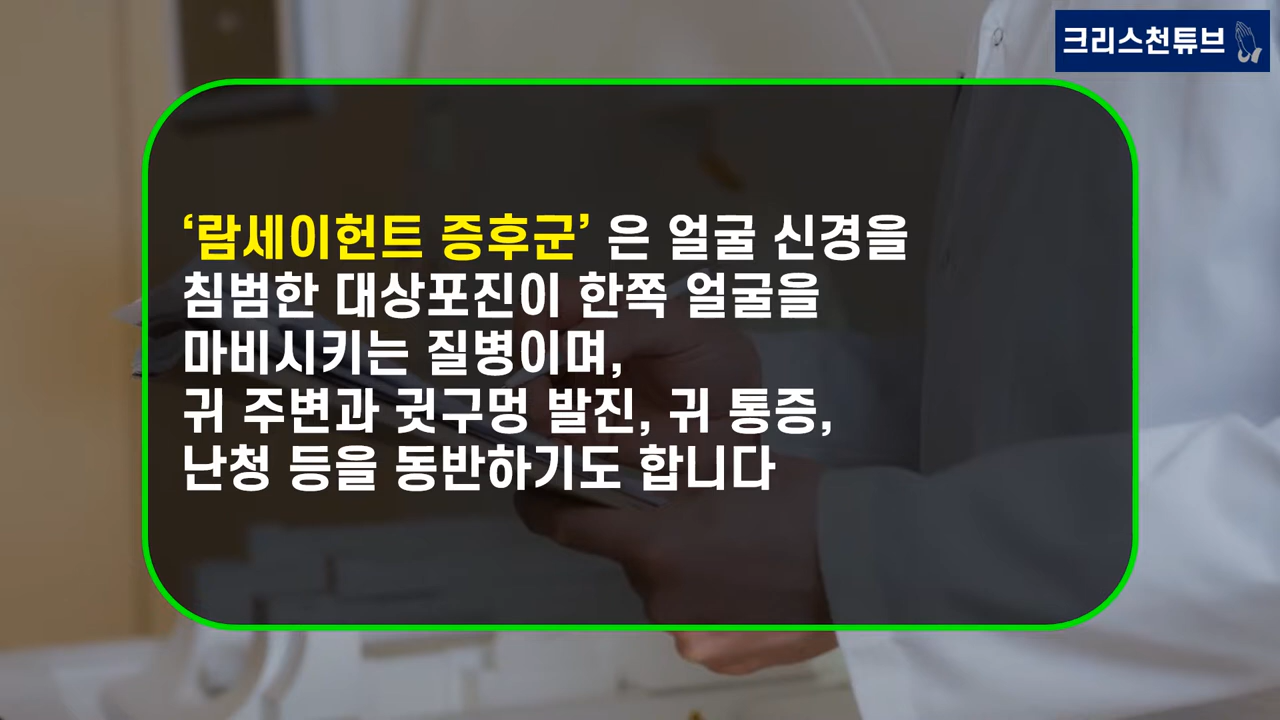 크리스천튜브
‘람세이헌트 증후군’ 은 얼굴 신경을
침범한 대상포진이 한쪽 얼굴을
마비시키는 질병이며,
귀 주변과 귓구멍 발진, 귀 통증,
난청 등을 동반하기도 합니다